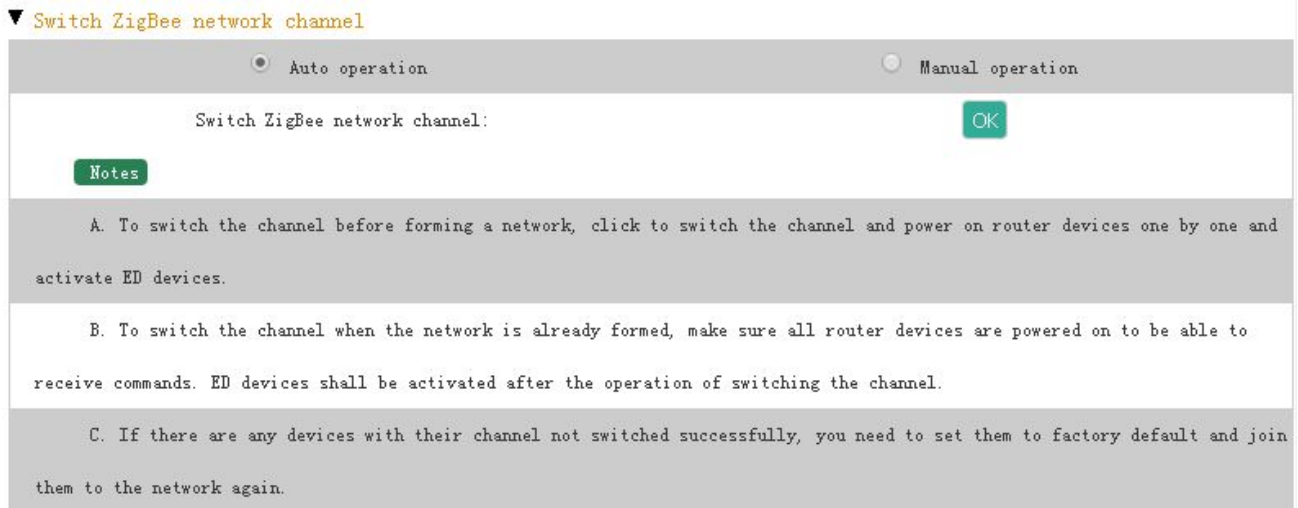 Switch ZigBee network channel
Auto operation Manual operation
Switch ZigBee network channel: OK
Notes
A. To switch the channel before forming a network, click to switch the channel and power on router devices one by one and
activate ED devices.
B. To switch the channel when the network is already formed, make sure all router devices are powered on to be able to
receive commands. ED devices shall be activated after the operation of switching the channel.
C. If there are any devices with their channel not switched successfully, you need to set them to factory default and join
them to the network again.